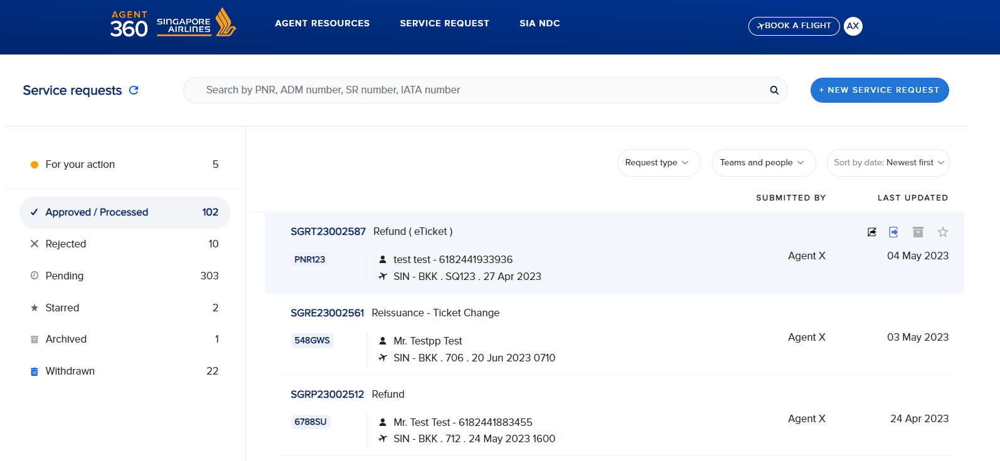 AGENT
360
SINGAPORE
AIRLINES
AGENT RESOURCES
SERVICE REQUEST
SIA NDC
BOOK A FLIGHT
AX
Service requests
Search by PNR, ADM number, SR number, IATA number
+ NEW SERVICE REQUEST
For your action 5
Approved / Processed 102
Rejected 10
Pending 303
Starred 2
Archived 1
Withdrawn 22
Request type
Teams and people
Sort by date: Newest first
SUBMITTED BY
LAST UPDATED
SGRT23002587 Refund ( eTicket )
PNR123
test test - 6182441933936
SIN - BKK . SQ123 . 27 Apr 2023
Agent X
04 May 2023
SGRE23002561 Reissuance - Ticket Change
548GWS
Mr. Testpp Test
SIN - BKK . 706 . 20 Jun 2023 0710
Agent X
03 May 2023
SGRP23002512 Refund
6788SU
Mr. Test Test - 6182441883455
SIN - BKK . 712 . 24 May 2023 1600
Agent X
24 Apr 2023